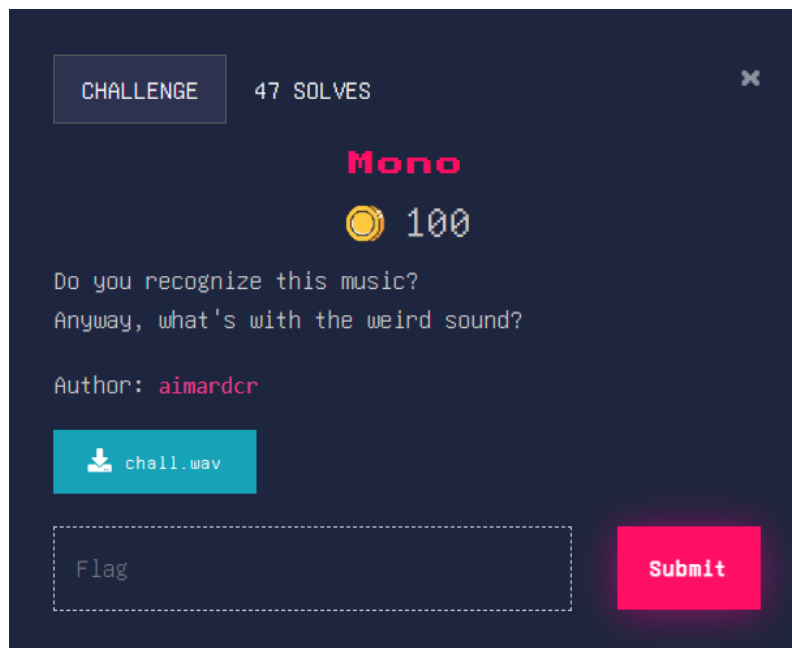 CHALLENGE
47 SOLVES
Mono
100
Do you recognize this music?
Anyway, what's with the weird sound?
Author: aimardcr
chall.wav
Flag
Submit